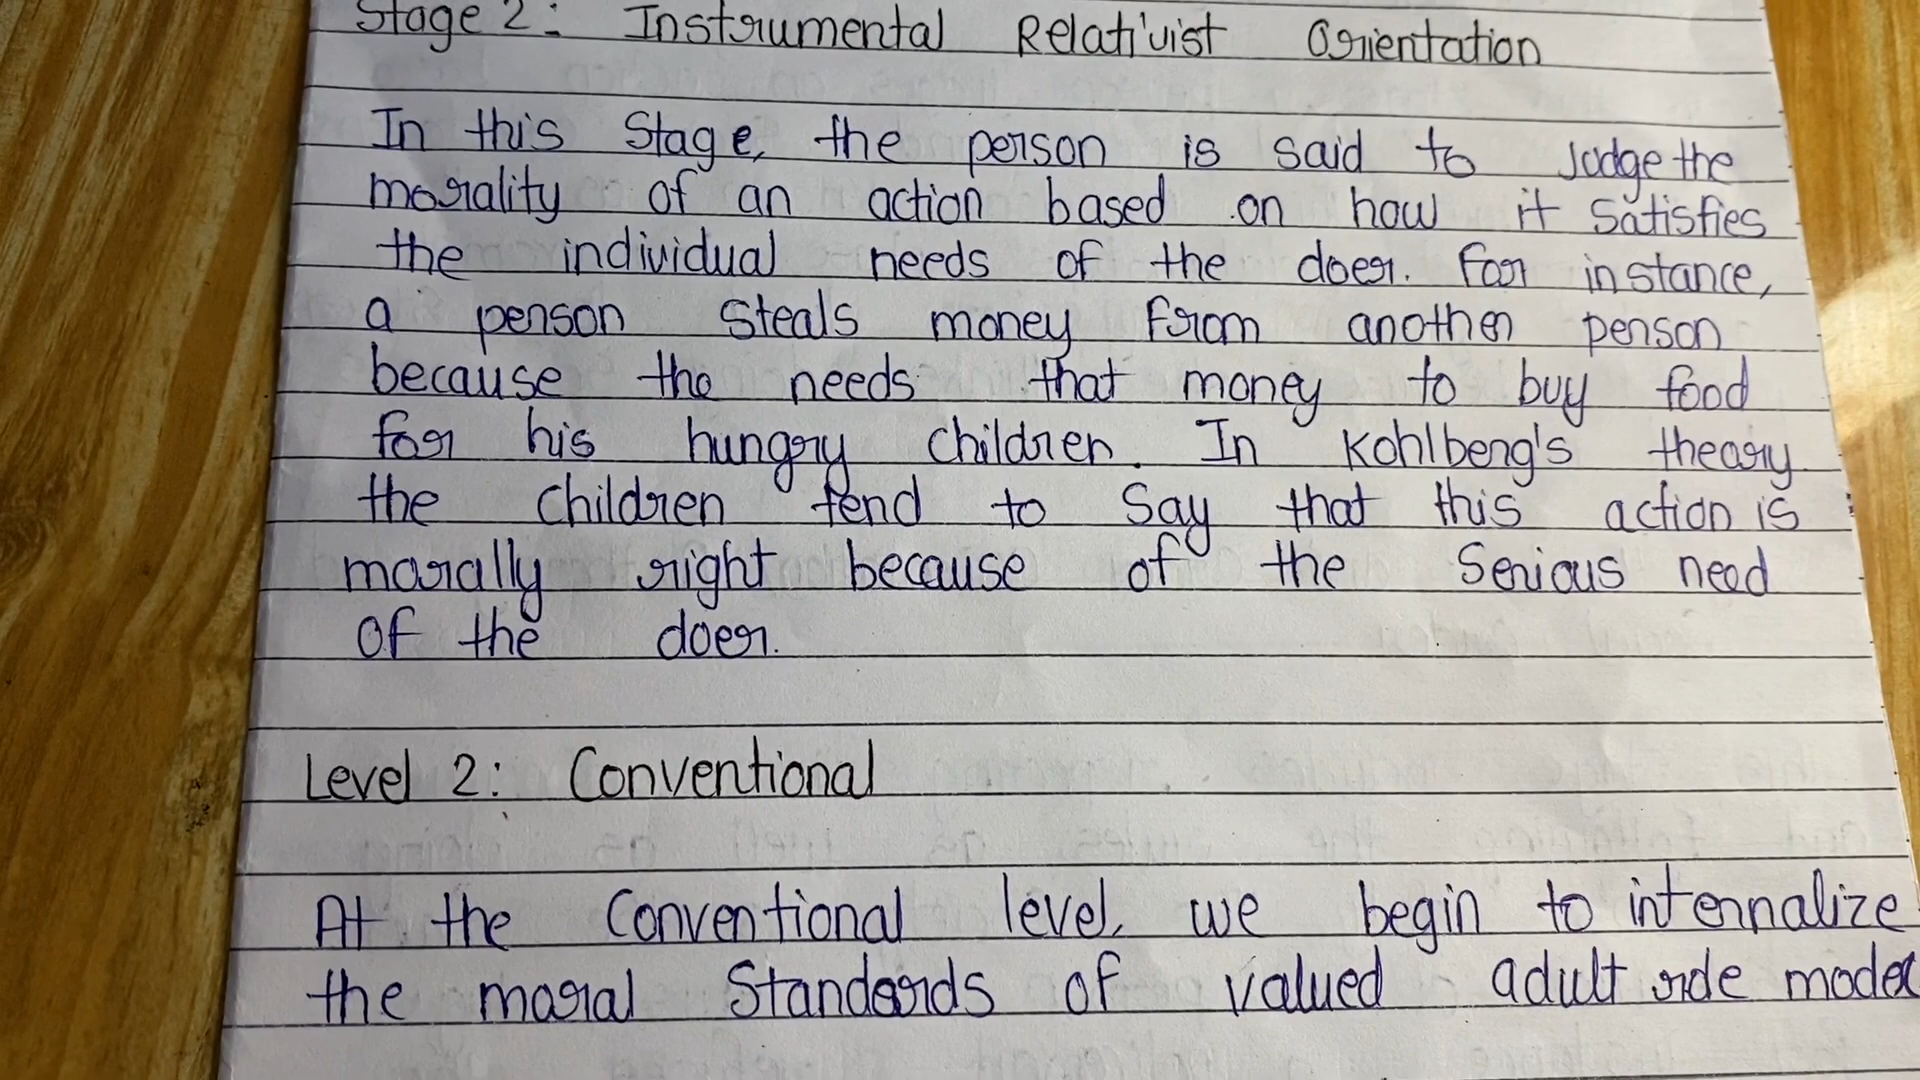 Stage 2: Instrumental Relativist Orientation
In this Stage, the person is said to Judge the
morality of an action based on how it satisfies
the individual needs of the doer. For instance,
a person steals money from another person
because the needs that money to buy food
for his hungry children. In Kohlberg's theory
the children tend to say that this action is
morally right because of the serious need
of the doer.
Level 2: Conventional
At the Conventional level, we begin to internalize
the moral Standards of valued adult role model